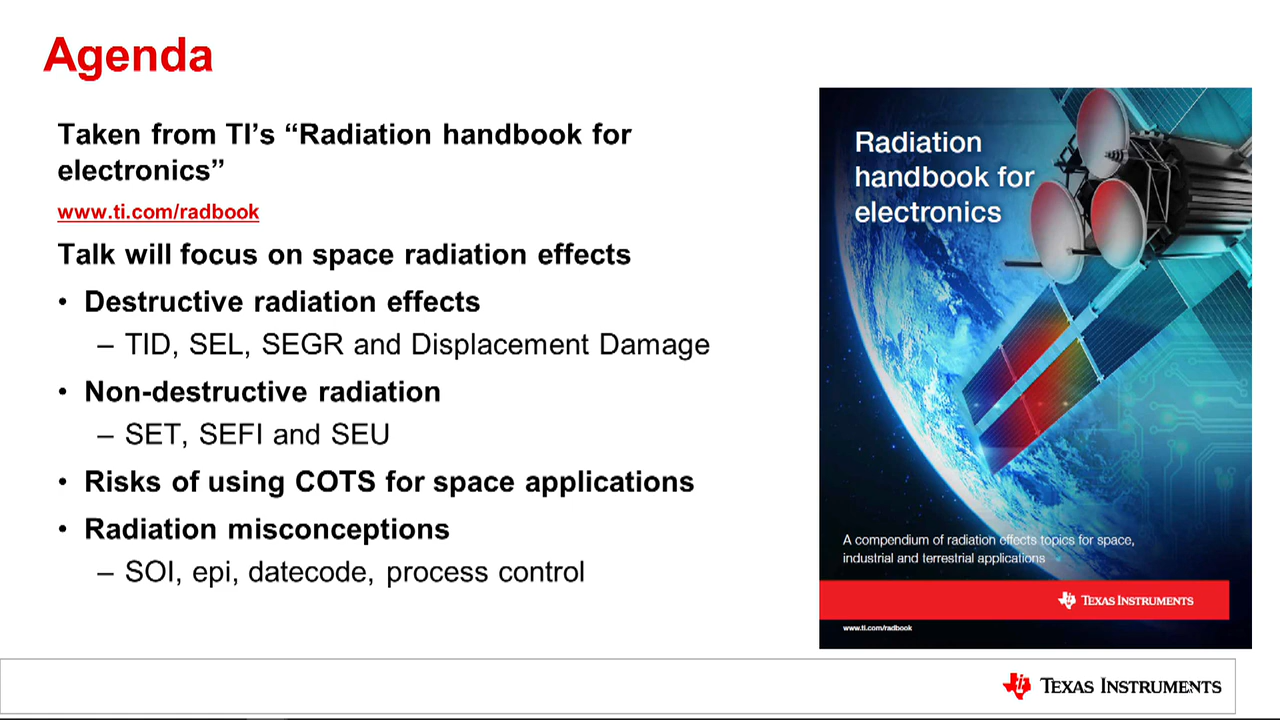 Agenda
Taken from TI’s “Radiation handbook for
electronics”
www.ti.com/radbook
Talk will focus on space radiation effects
• Destructive radiation effects
– TID, SEL, SEGR and Displacement Damage
• Non-destructive radiation
– SET, SEFI and SEU
• Risks of using COTS for space applications
• Radiation misconceptions
– SOI, epi, datecode, process control
Radiation
handbook for
electronics
A compendium of radiation effects topics for space,
industrial and terrestrial applications
TEXAS INSTRUMENTS
www.ti.com/radbook
TEXAS INSTRUMENTS